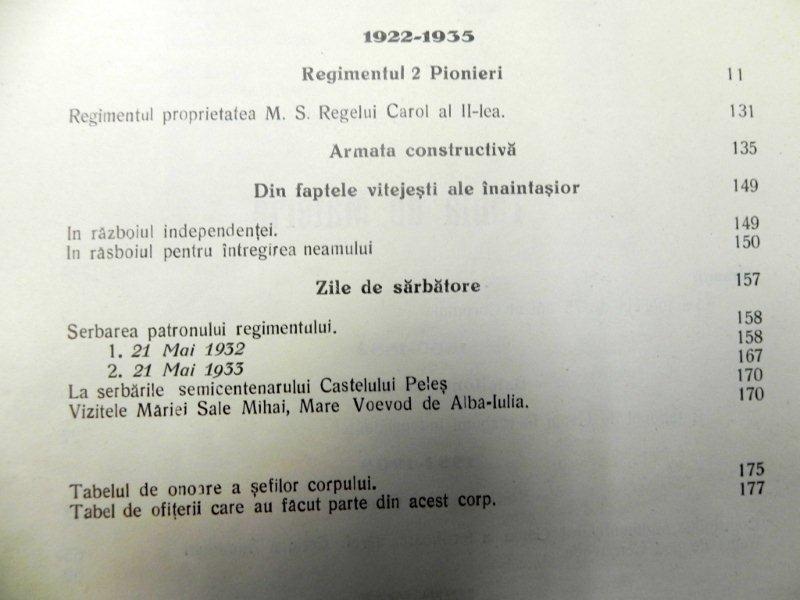 1922-1935
Regimentul 2 Pionieri 11
Regimentul proprietatea M. S. Regelui Carol al II-lea. 131
Armata constructivă 135
Din faptele vitejești ale înaintașior 149
In războiul independenței. 149
In răsboiul pentru întregirea neamului 150
Zile de sărbătore 157
Serbarea patronului regimentului. 158
1. 21 Mai 1932 158
2. 21 Mai 1933 167
La serbările semicentenarului Castelului Peleș 170
Vizitele Măriei Sale Mihai, Mare Voevod de Alba-Iulia. 170
Tabelul de onoare a șefilor corpului. 175
Tabel de ofițerii care au făcut parte din acest corp. 177